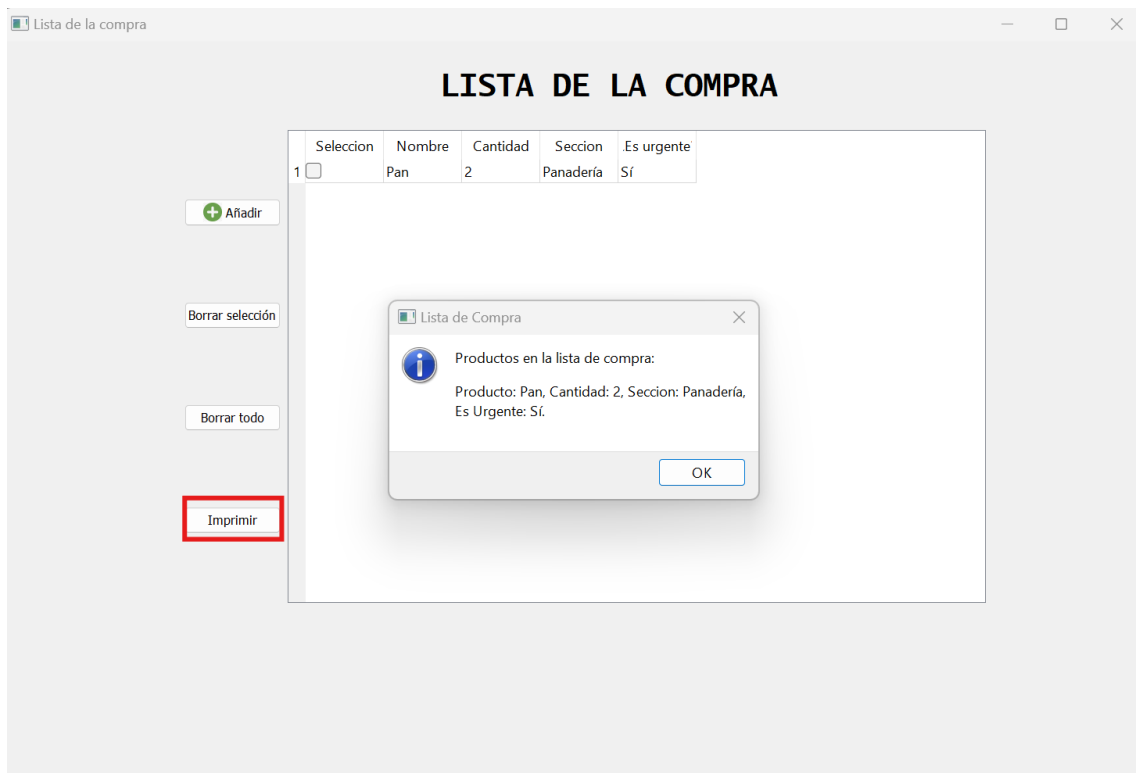 Lista de la compra
LISTA DE LA COMPRA
Seleccion Nombre Cantidad Seccion .Es urgente
1 Pan 2 Panadería Sí
Añadir
Borrar selección
Lista de Compra
Productos en la lista de compra:
Producto: Pan, Cantidad: 2, Seccion: Panadería,
Es Urgente: Sí.
Borrar todo
OK
Imprimir